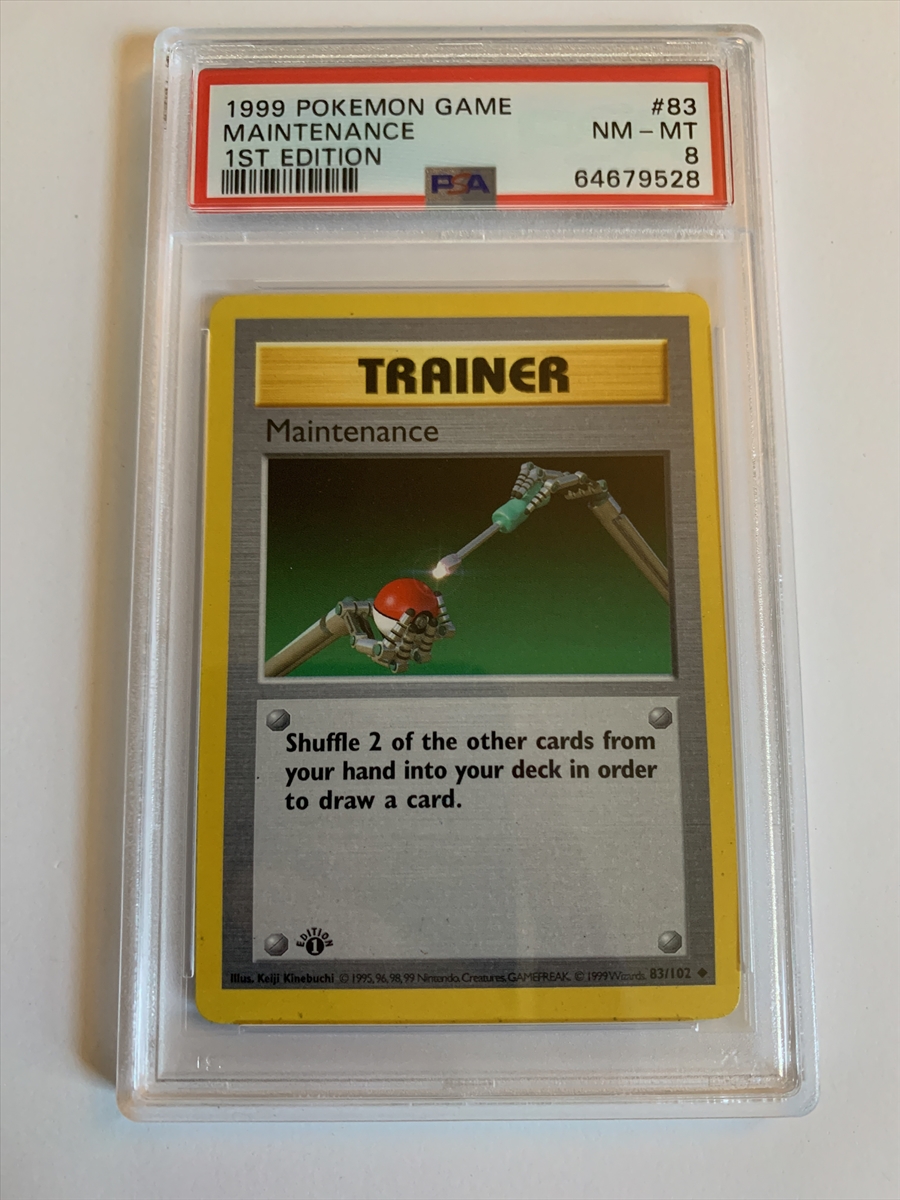 1999 POKEMON GAME #83
MAINTENANCE NM – MT
1ST EDITION 8
PSA 64679528
TRAINER
Maintenance
Shuffle 2 of the other cards from
your hand into your deck in order
to draw a card.
EDITION 1
Illus. Keiji Kinebuchi © 1995, 96, 98, 99 Nintendo, Creatures, GAMEFREAK. © 1999 Wizards. 83/102 ◆